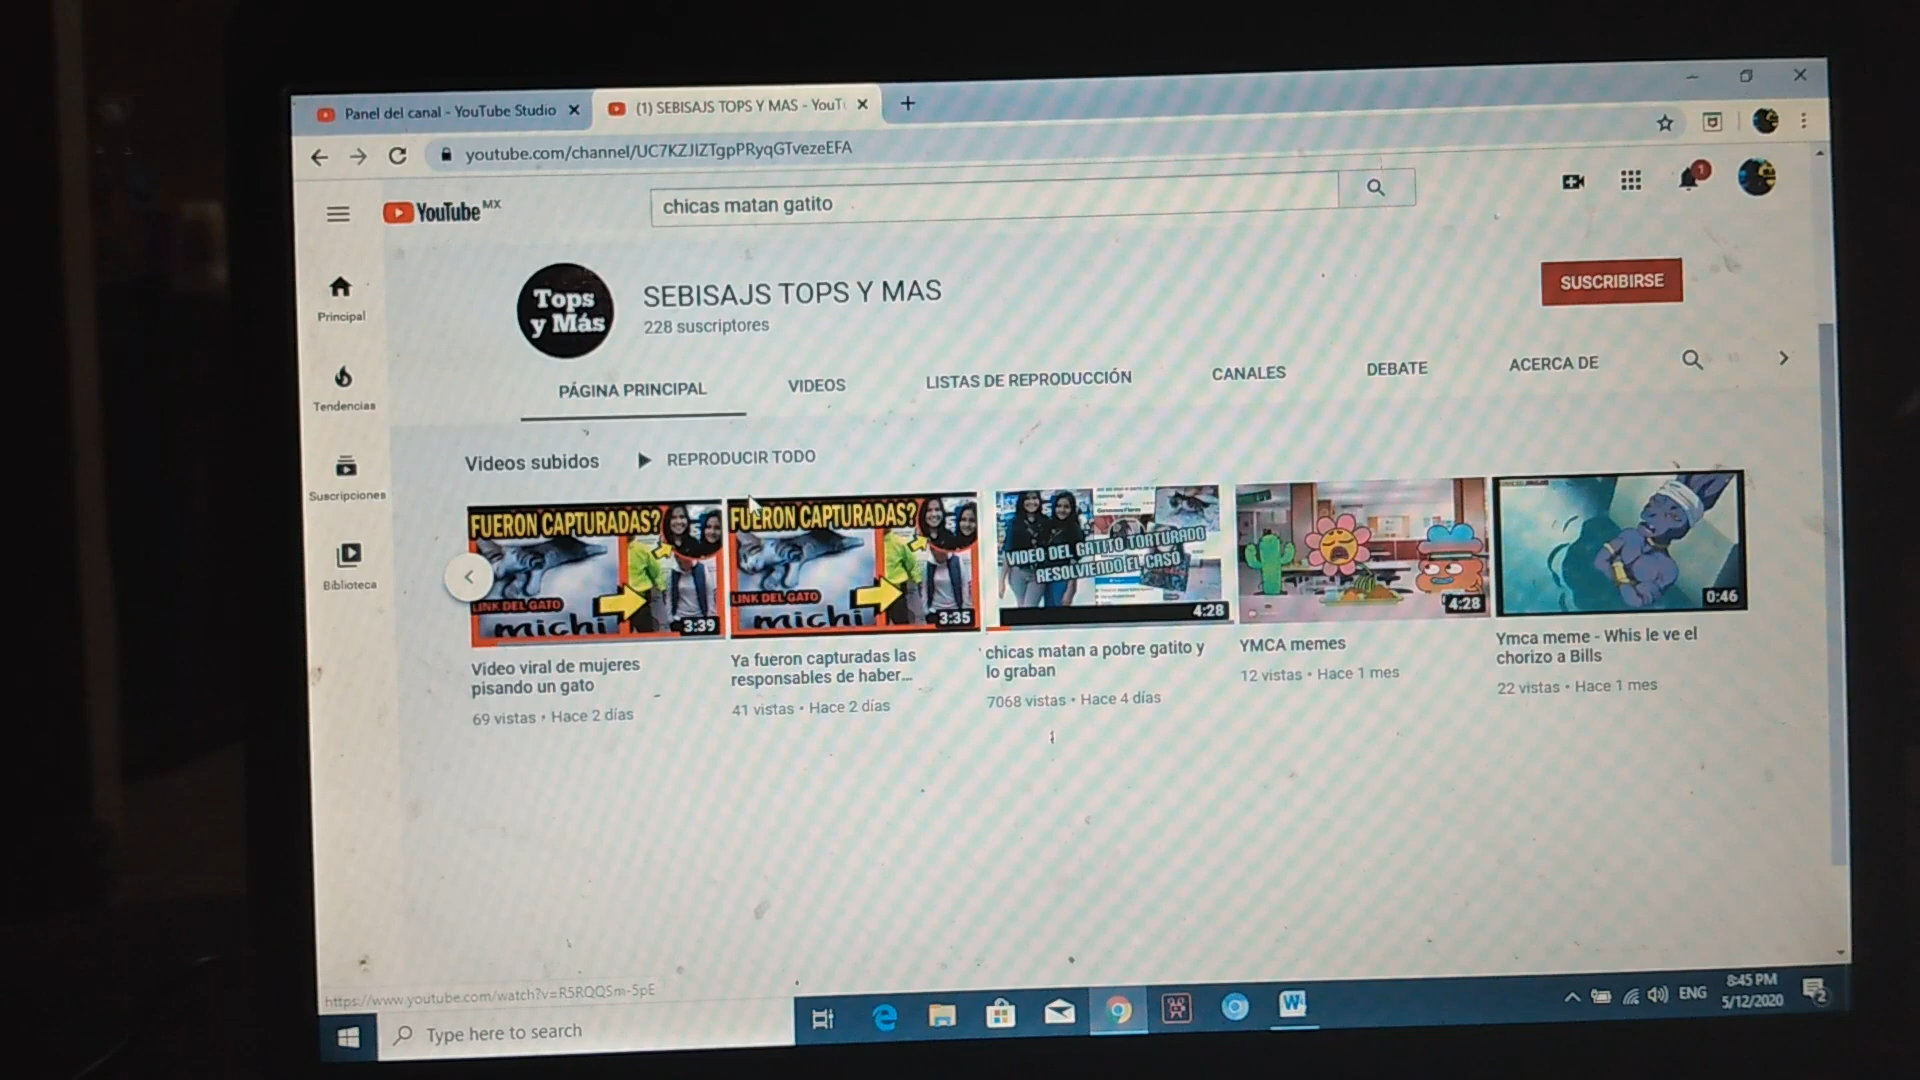 Panel del canal - YouTube Studio
(1) SEBISAJS TOPS Y MAS - YouT
youtube.com/channel/UC7KZJIZTgpPRyqGTvezeEFA
YouTube MX
chicas matan gatito
1
Tops
y Más
SEBISAJS TOPS Y MAS
228 suscriptores
SUSCRIBIRSE
PÁGINA PRINCIPAL
VIDEOS
LISTAS DE REPRODUCCIÓN
CANALES
DEBATE
ACERCA DE
Principal
Tendencias
Suscripciones
Biblioteca
Videos subidos
REPRODUCIR TODO
FUERON CAPTURADAS?
LINK DEL GATO
michi
3:39
Video viral de mujeres
pisando un gato
69 vistas • Hace 2 días
FUERON CAPTURADAS?
LINK DEL GATO
michi
3:35
Ya fueron capturadas las
responsables de haber...
41 vistas • Hace 2 días
VIDEO DEL GATITO TORTURADO
RESOLVIENDO EL CASO
4:28
chicas matan a pobre gatito y
lo graban
7068 vistas • Hace 4 días
4:28
YMCA memes
12 vistas • Hace 1 mes
0:46
Ymca meme - Whis le ve el
chorizo a Bills
22 vistas • Hace 1 mes
https://www.youtube.com/watch?v=R5RQQSm-5pE
Type here to search
W
ENG
8:45 PM
5/12/2020
2